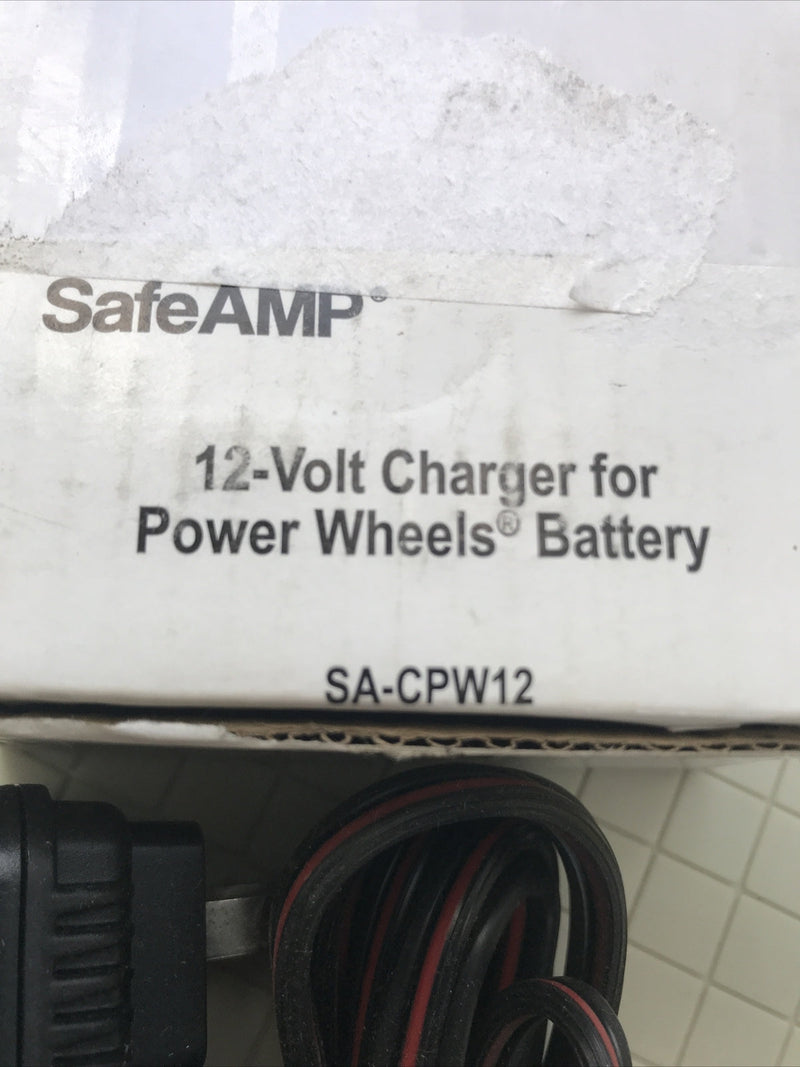 SafeAMP®
12-Volt Charger for
Power Wheels® Battery
SA-CPW12